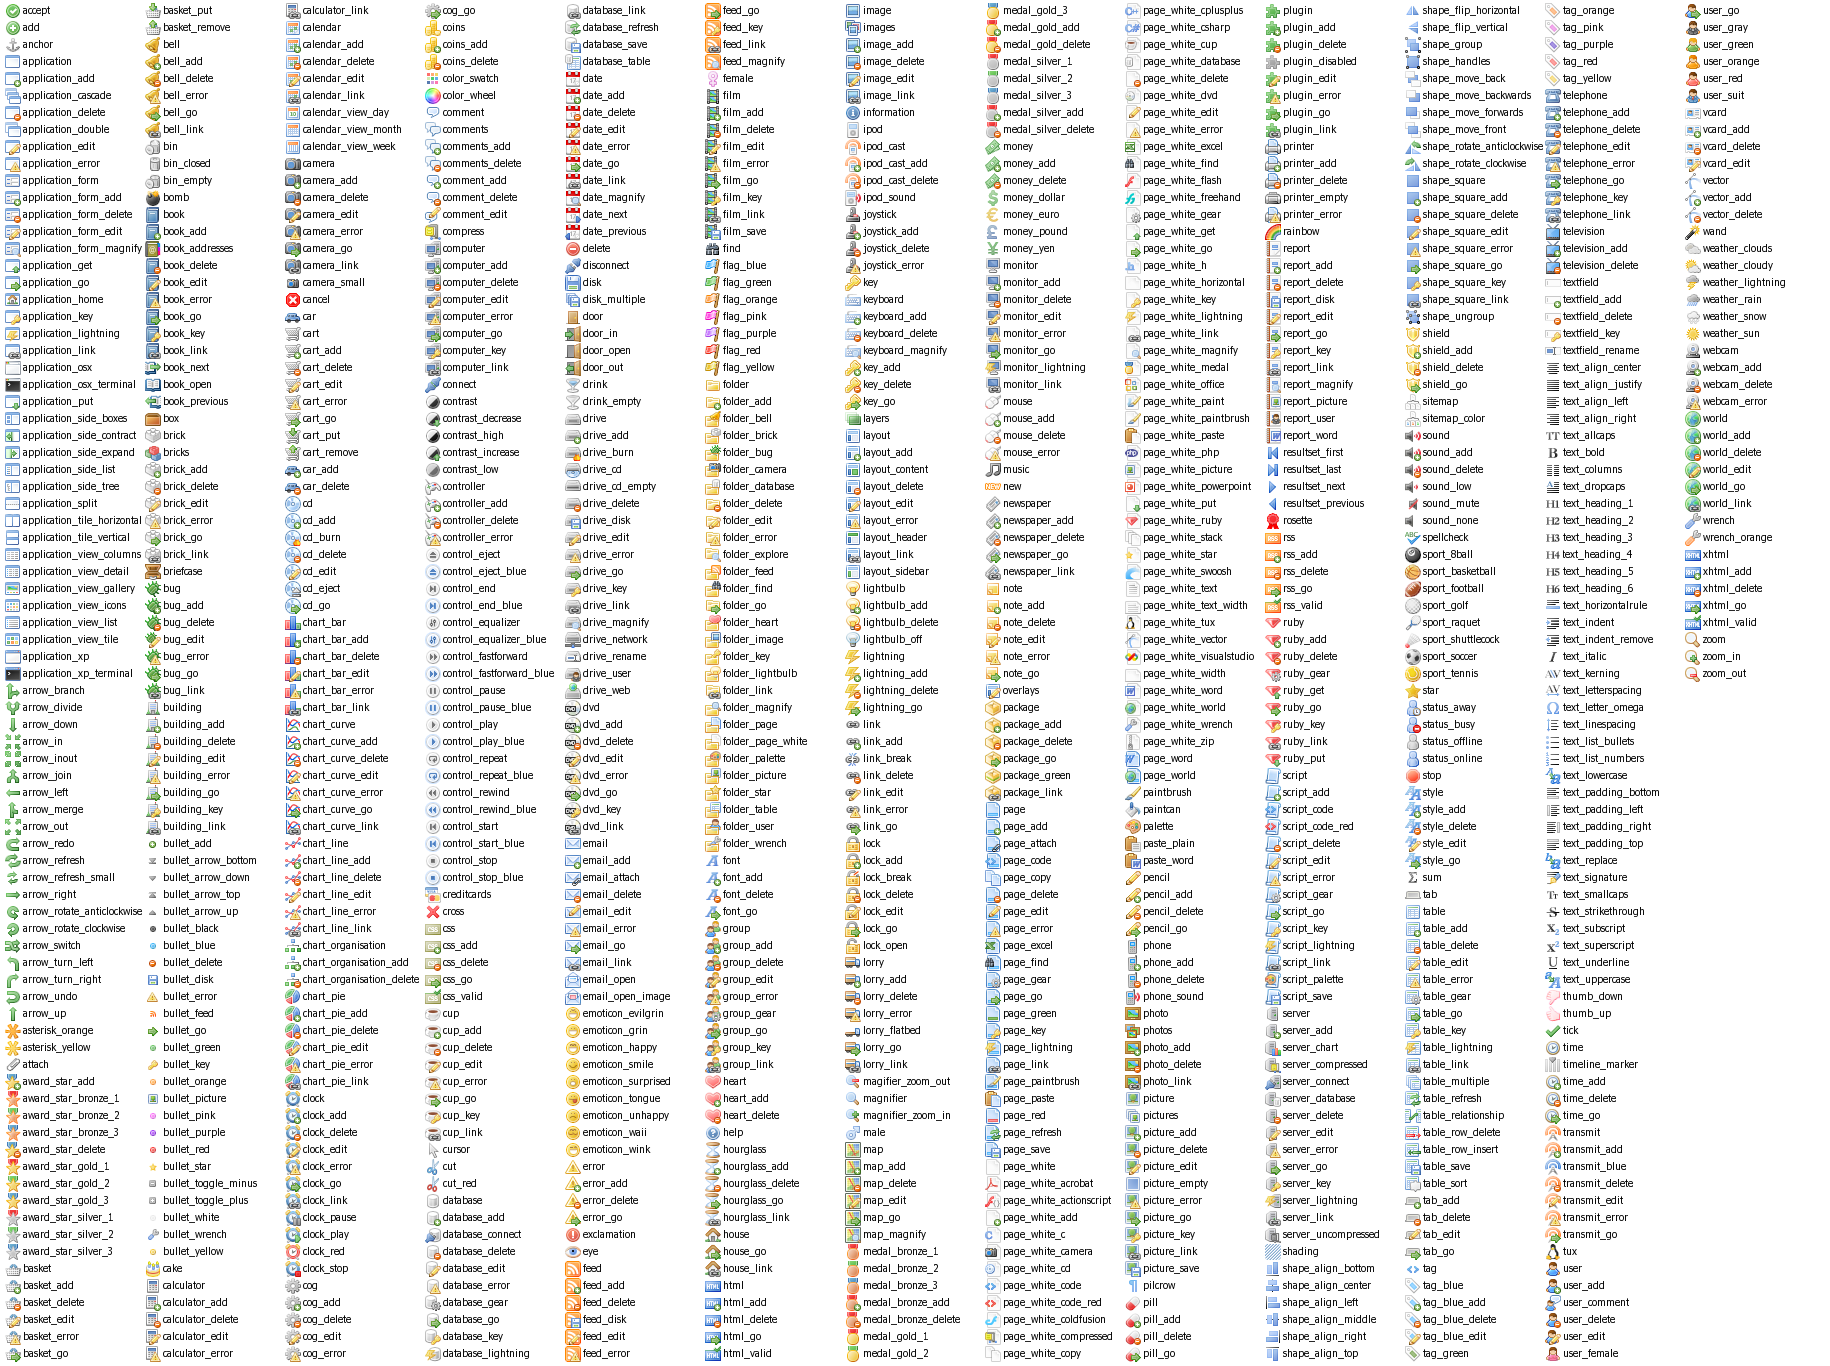 accept
add
anchor
application
application_add
application_cascade
application_delete
application_double
application_edit
application_error
application_form
application_form_add
application_form_delete
application_form_edit
application_form_magnify
application_get
application_go
application_home
application_key
application_lightning
application_link
application_osx
application_osx_terminal
application_put
application_side_boxes
application_side_contract
application_side_expand
application_side_list
application_side_tree
application_split
application_tile_horizontal
application_tile_vertical
application_view_columns
application_view_detail
application_view_gallery
application_view_icons
application_view_list
application_view_tile
application_xp
application_xp_terminal
arrow_branch
arrow_divide
arrow_down
arrow_in
arrow_inout
arrow_join
arrow_left
arrow_merge
arrow_out
arrow_redo
arrow_refresh
arrow_refresh_small
arrow_right
arrow_rotate_anticlockwise
arrow_rotate_clockwise
arrow_switch
arrow_turn_left
arrow_turn_right
arrow_undo
arrow_up
asterisk_orange
asterisk_yellow
attach
award_star_add
award_star_bronze_1
award_star_bronze_2
award_star_bronze_3
award_star_delete
award_star_gold_1
award_star_gold_2
award_star_gold_3
award_star_silver_1
award_star_silver_2
award_star_silver_3
basket
basket_add
basket_delete
basket_edit
basket_error
basket_go
basket_put
basket_remove
bell
bell_add
bell_delete
bell_error
bell_go
bell_link
bin
bin_closed
bin_empty
bomb
book
book_add
book_addresses
book_delete
book_edit
book_error
book_go
book_key
book_link
book_next
book_open
book_previous
box
brick
bricks
brick_add
brick_delete
brick_edit
brick_error
brick_go
brick_link
briefcase
bug
bug_add
bug_delete
bug_edit
bug_error
bug_go
bug_link
building
building_add
building_delete
building_edit
building_error
building_go
building_key
building_link
bullet_add
bullet_arrow_bottom
bullet_arrow_down
bullet_arrow_top
bullet_arrow_up
bullet_black
bullet_blue
bullet_delete
bullet_disk
bullet_error
bullet_feed
bullet_go
bullet_green
bullet_key
bullet_orange
bullet_picture
bullet_pink
bullet_purple
bullet_red
bullet_star
bullet_toggle_minus
bullet_toggle_plus
bullet_white
bullet_wrench
bullet_yellow
cake
calculator
calculator_add
calculator_delete
calculator_edit
calculator_error
calculator_link
calendar
calendar_add
calendar_delete
calendar_edit
calendar_link
calendar_view_day
calendar_view_month
calendar_view_week
camera
camera_add
camera_delete
camera_edit
camera_error
camera_go
camera_link
camera_small
cancel
car
cart
cart_add
cart_delete
cart_edit
cart_error
cart_go
cart_put
cart_remove
car_add
car_delete
cd
cd_add
cd_burn
cd_delete
cd_edit
cd_eject
cd_go
chart_bar
chart_bar_add
chart_bar_delete
chart_bar_edit
chart_bar_error
chart_bar_link
chart_curve
chart_curve_add
chart_curve_delete
chart_curve_edit
chart_curve_error
chart_curve_go
chart_curve_link
chart_line
chart_line_add
chart_line_delete
chart_line_edit
chart_line_error
chart_line_link
chart_organisation
chart_organisation_add
chart_organisation_delete
chart_pie
chart_pie_add
chart_pie_delete
chart_pie_edit
chart_pie_error
chart_pie_link
clock
clock_add
clock_delete
clock_edit
clock_error
clock_go
clock_link
clock_pause
clock_play
clock_red
clock_stop
cog
cog_add
cog_delete
cog_edit
cog_error
cog_go
coins
coins_add
coins_delete
color_swatch
color_wheel
comment
comments
comments_add
comments_delete
comment_add
comment_delete
comment_edit
compress
computer
computer_add
computer_delete
computer_edit
computer_error
computer_go
computer_key
computer_link
connect
contrast
contrast_decrease
contrast_high
contrast_increase
contrast_low
controller
controller_add
controller_delete
controller_error
control_eject
control_eject_blue
control_end
control_end_blue
control_equalizer
control_equalizer_blue
control_fastforward
control_fastforward_blue
control_pause
control_pause_blue
control_play
control_play_blue
control_repeat
control_repeat_blue
control_rewind
control_rewind_blue
control_start
control_start_blue
control_stop
control_stop_blue
creditcards
cross
css
css_add
css_delete
css_go
css_valid
cup
cup_add
cup_delete
cup_edit
cup_error
cup_go
cup_key
cup_link
cursor
cut
cut_red
database
database_add
database_connect
database_delete
database_edit
database_error
database_gear
database_go
database_key
database_lightning
database_link
database_refresh
database_save
database_table
date
date_add
date_delete
date_edit
date_error
date_go
date_link
date_magnify
date_next
date_previous
delete
disconnect
disk
disk_multiple
door
door_in
door_open
door_out
drink
drink_empty
drive
drive_add
drive_burn
drive_cd
drive_cd_empty
drive_delete
drive_disk
drive_edit
drive_error
drive_go
drive_key
drive_link
drive_magnify
drive_network
drive_rename
drive_user
drive_web
dvd
dvd_add
dvd_delete
dvd_edit
dvd_error
dvd_go
dvd_key
dvd_link
email
email_add
email_attach
email_delete
email_edit
email_error
email_go
email_link
email_open
email_open_image
emoticon_evilgrin
emoticon_grin
emoticon_happy
emoticon_smile
emoticon_surprised
emoticon_tongue
emoticon_unhappy
emoticon_waii
emoticon_wink
error
error_add
error_delete
error_go
exclamation
eye
feed
feed_add
feed_delete
feed_disk
feed_edit
feed_error
feed_go
feed_key
feed_link
feed_magnify
female
film
film_add
film_delete
film_edit
film_error
film_go
film_key
film_link
film_save
find
flag_blue
flag_green
flag_orange
flag_pink
flag_purple
flag_red
flag_yellow
folder
folder_add
folder_bell
folder_brick
folder_bug
folder_camera
folder_database
folder_delete
folder_edit
folder_error
folder_explore
folder_feed
folder_find
folder_go
folder_heart
folder_image
folder_key
folder_lightbulb
folder_link
folder_magnify
folder_page
folder_page_white
folder_palette
folder_picture
folder_star
folder_table
folder_user
folder_wrench
font
font_add
font_delete
font_go
group
group_add
group_delete
group_edit
group_error
group_gear
group_go
group_key
group_link
heart
heart_add
heart_delete
help
hourglass
hourglass_add
hourglass_delete
hourglass_go
hourglass_link
house
house_go
house_link
html
html_add
html_delete
html_go
html_valid
image
images
image_add
image_delete
image_edit
image_link
information
ipod
ipod_cast
ipod_cast_add
ipod_cast_delete
ipod_sound
joystick
joystick_add
joystick_delete
joystick_error
key
keyboard
keyboard_add
keyboard_delete
keyboard_magnify
key_add
key_delete
key_go
layers
layout
layout_add
layout_content
layout_delete
layout_edit
layout_error
layout_header
layout_link
layout_sidebar
lightbulb
lightbulb_add
lightbulb_delete
lightbulb_off
lightning
lightning_add
lightning_delete
lightning_go
link
link_add
link_break
link_delete
link_edit
link_error
link_go
lock
lock_add
lock_break
lock_delete
lock_edit
lock_go
lock_open
lorry
lorry_add
lorry_delete
lorry_error
lorry_flatbed
lorry_go
lorry_link
magifier_zoom_out
magnifier
magnifier_zoom_in
male
map
map_add
map_delete
map_edit
map_go
map_magnify
medal_bronze_1
medal_bronze_2
medal_bronze_3
medal_bronze_add
medal_bronze_delete
medal_gold_1
medal_gold_2
medal_gold_3
medal_gold_add
medal_gold_delete
medal_silver_1
medal_silver_2
medal_silver_3
medal_silver_add
medal_silver_delete
money
money_add
money_delete
money_dollar
money_euro
money_pound
money_yen
monitor
monitor_add
monitor_delete
monitor_edit
monitor_error
monitor_go
monitor_lightning
monitor_link
mouse
mouse_add
mouse_delete
mouse_error
music
new
newspaper
newspaper_add
newspaper_delete
newspaper_go
newspaper_link
note
note_add
note_delete
note_edit
note_error
note_go
overlays
package
package_add
package_delete
package_go
package_green
package_link
page
page_add
page_attach
page_code
page_copy
page_delete
page_edit
page_error
page_excel
page_find
page_gear
page_go
page_green
page_key
page_lightning
page_link
page_paintbrush
page_paste
page_red
page_refresh
page_save
page_white
page_white_acrobat
page_white_actionscript
page_white_add
page_white_c
page_white_camera
page_white_cd
page_white_code
page_white_code_red
page_white_coldfusion
page_white_compressed
page_white_copy
page_white_cplusplus
page_white_csharp
page_white_cup
page_white_database
page_white_delete
page_white_dvd
page_white_edit
page_white_error
page_white_excel
page_white_find
page_white_flash
page_white_freehand
page_white_gear
page_white_get
page_white_go
page_white_h
page_white_horizontal
page_white_key
page_white_lightning
page_white_link
page_white_magnify
page_white_medal
page_white_office
page_white_paint
page_white_paintbrush
page_white_paste
page_white_php
page_white_picture
page_white_powerpoint
page_white_put
page_white_ruby
page_white_stack
page_white_star
page_white_swoosh
page_white_text
page_white_text_width
page_white_tux
page_white_vector
page_white_visualstudio
page_white_width
page_white_word
page_white_world
page_white_wrench
page_white_zip
page_word
page_world
paintbrush
paintcan
palette
paste_plain
paste_word
pencil
pencil_add
pencil_delete
pencil_go
phone
phone_add
phone_delete
phone_sound
photo
photos
photo_add
photo_delete
photo_link
picture
pictures
picture_add
picture_delete
picture_edit
picture_empty
picture_error
picture_go
picture_key
picture_link
picture_save
pilcrow
pill
pill_add
pill_delete
pill_go
plugin
plugin_add
plugin_delete
plugin_disabled
plugin_edit
plugin_error
plugin_go
plugin_link
printer
printer_add
printer_delete
printer_empty
printer_error
rainbow
report
report_add
report_delete
report_disk
report_edit
report_go
report_key
report_link
report_magnify
report_picture
report_user
report_word
resultset_first
resultset_last
resultset_next
resultset_previous
rosette
rss
rss_add
rss_delete
rss_go
rss_valid
ruby
ruby_add
ruby_delete
ruby_gear
ruby_get
ruby_go
ruby_key
ruby_link
ruby_put
script
script_add
script_code
script_code_red
script_delete
script_edit
script_error
script_gear
script_go
script_key
script_lightning
script_link
script_palette
script_save
server
server_add
server_chart
server_compressed
server_connect
server_database
server_delete
server_edit
server_error
server_go
server_key
server_lightning
server_link
server_uncompressed
shading
shape_align_bottom
shape_align_center
shape_align_left
shape_align_middle
shape_align_right
shape_align_top
shape_flip_horizontal
shape_flip_vertical
shape_group
shape_handles
shape_move_back
shape_move_backwards
shape_move_forwards
shape_move_front
shape_rotate_anticlockwise
shape_rotate_clockwise
shape_square
shape_square_add
shape_square_delete
shape_square_edit
shape_square_error
shape_square_go
shape_square_key
shape_square_link
shape_ungroup
shield
shield_add
shield_delete
shield_go
sitemap
sitemap_color
sound
sound_add
sound_delete
sound_low
sound_mute
sound_none
spellcheck
sport_8ball
sport_basketball
sport_football
sport_golf
sport_raquet
sport_shuttlecock
sport_soccer
sport_tennis
star
status_away
status_busy
status_offline
status_online
stop
style
style_add
style_delete
style_edit
style_go
sum
tab
table
table_add
table_delete
table_edit
table_error
table_gear
table_go
table_key
table_lightning
table_link
table_multiple
table_refresh
table_relationship
table_row_delete
table_row_insert
table_save
table_sort
tab_add
tab_delete
tab_edit
tab_go
tag
tag_blue
tag_blue_add
tag_blue_delete
tag_blue_edit
tag_green
tag_orange
tag_pink
tag_purple
tag_red
tag_yellow
telephone
telephone_add
telephone_delete
telephone_edit
telephone_error
telephone_go
telephone_key
telephone_link
television
television_add
television_delete
textfield
textfield_add
textfield_delete
textfield_key
textfield_rename
text_align_center
text_align_justify
text_align_left
text_align_right
text_allcaps
text_bold
text_columns
text_dropcaps
text_heading_1
text_heading_2
text_heading_3
text_heading_4
text_heading_5
text_heading_6
text_horizontalrule
text_indent
text_indent_remove
text_italic
text_kerning
text_letterspacing
text_letter_omega
text_linespacing
text_list_bullets
text_list_numbers
text_lowercase
text_padding_bottom
text_padding_left
text_padding_right
text_padding_top
text_replace
text_signature
text_smallcaps
text_strikethrough
text_subscript
text_superscript
text_underline
text_uppercase
thumb_down
thumb_up
tick
time
timeline_marker
time_add
time_delete
time_go
transmit
transmit_add
transmit_blue
transmit_delete
transmit_edit
transmit_error
transmit_go
tux
user
user_add
user_comment
user_delete
user_edit
user_female
user_go
user_gray
user_green
user_orange
user_red
user_suit
vcard
vcard_add
vcard_delete
vcard_edit
vector
vector_add
vector_delete
wand
weather_clouds
weather_cloudy
weather_lightning
weather_rain
weather_snow
weather_sun
webcam
webcam_add
webcam_delete
webcam_error
world
world_add
world_delete
world_edit
world_go
world_link
wrench
wrench_orange
xhtml
xhtml_add
xhtml_delete
xhtml_go
xhtml_valid
zoom
zoom_in
zoom_out